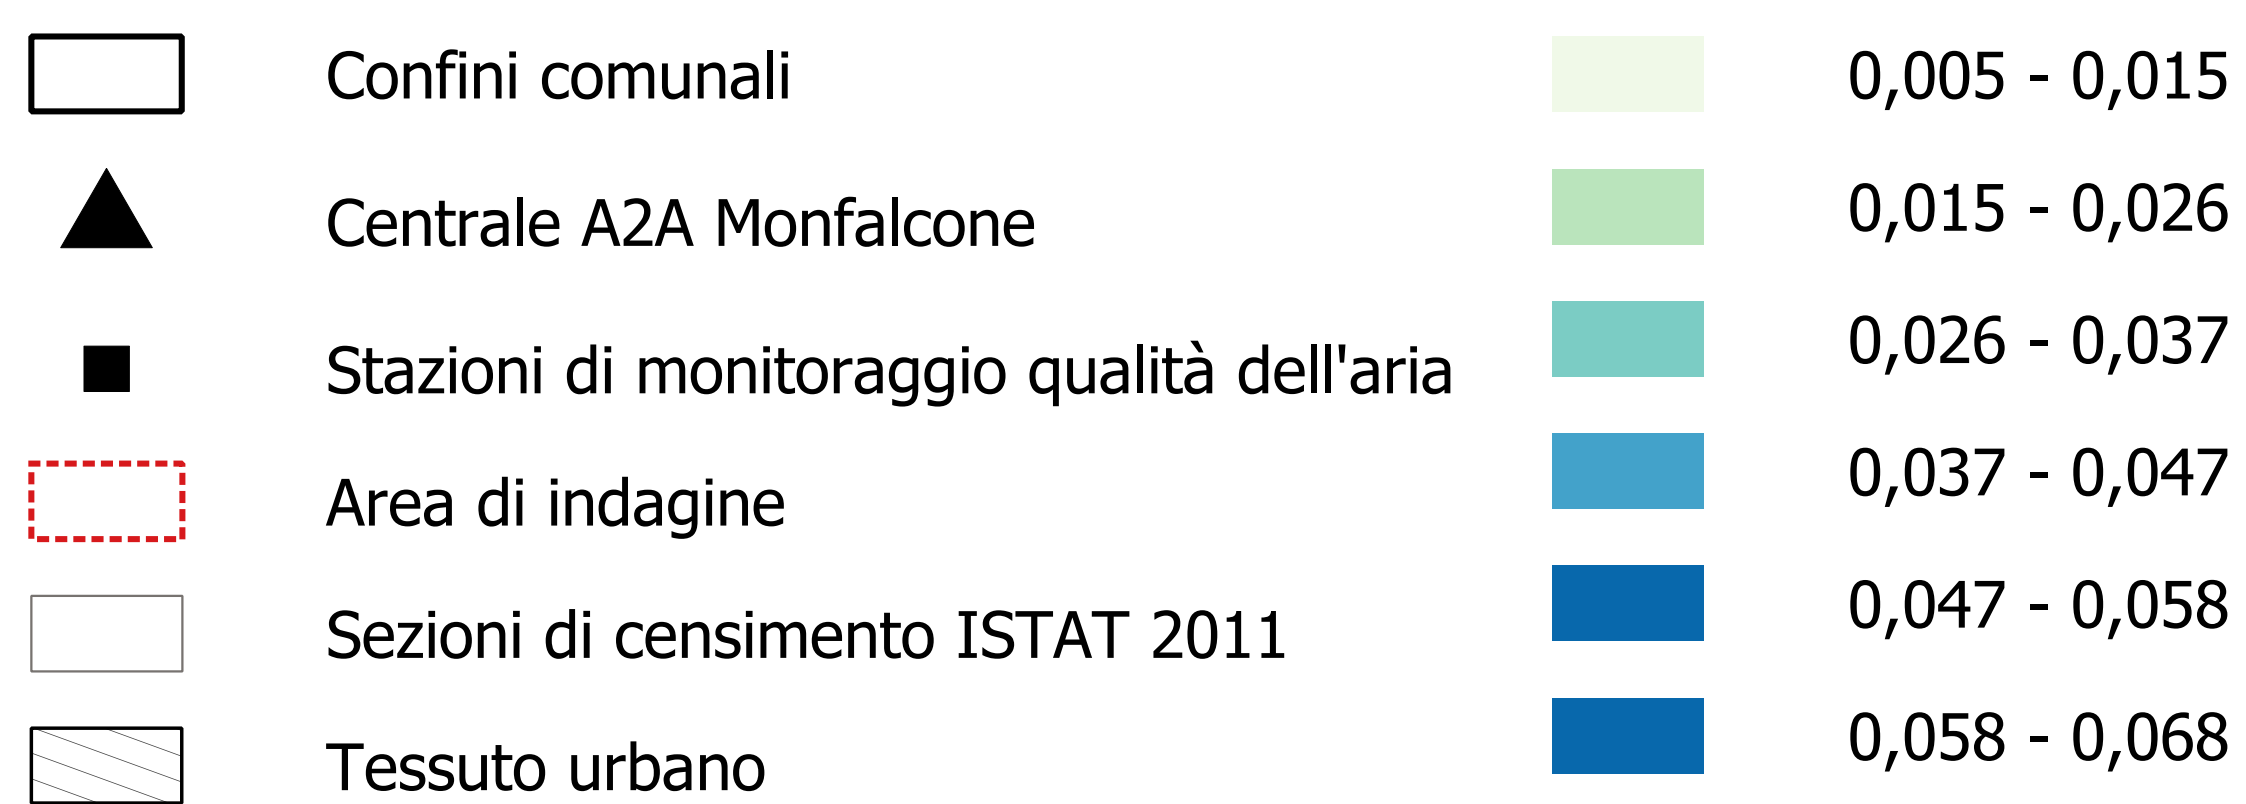 Confini comunali
Centrale A2A Monfalcone
Stazioni di monitoraggio qualità dell'aria
Area di indagine
Sezioni di censimento ISTAT 2011
Tessuto urbano
0,005 - 0,015
0,015 - 0,026
0,026 - 0,037
0,037 - 0,047
0,047 - 0,058
0,058 - 0,068